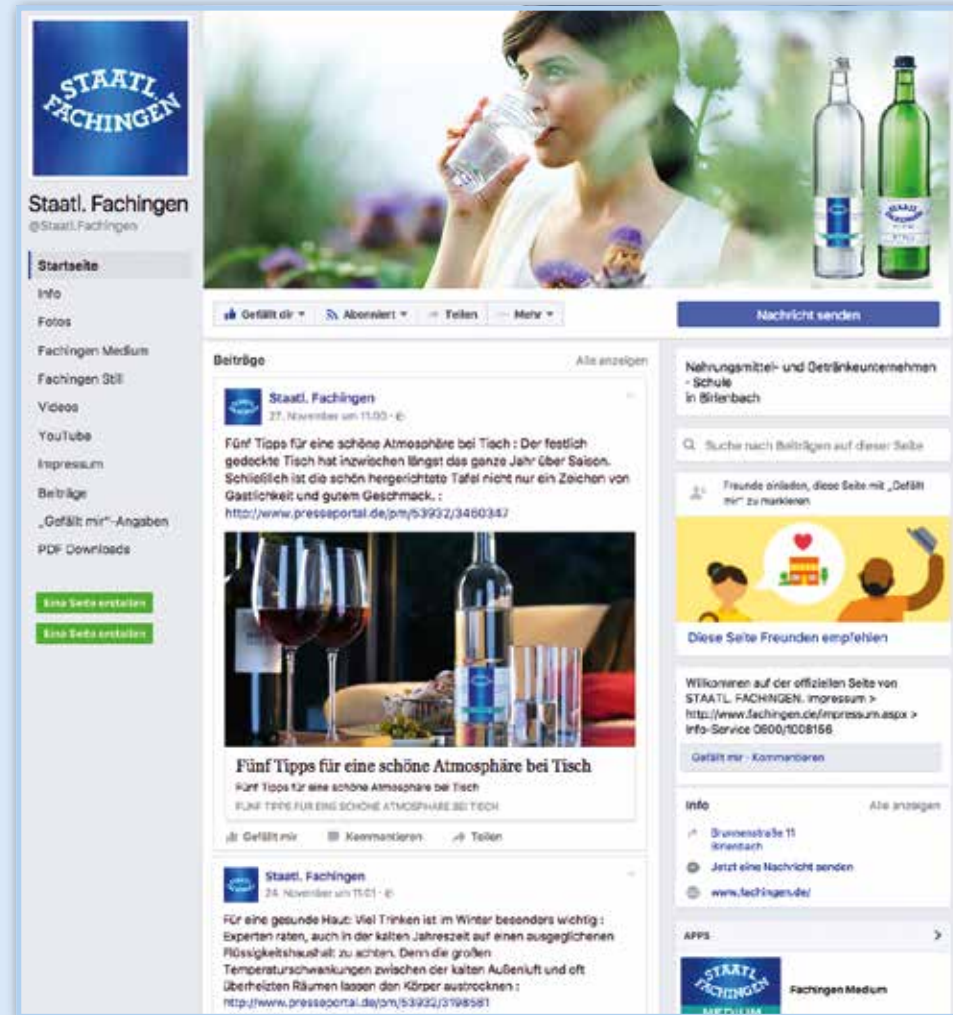 STAATL.
FACHINGEN
Staatl. Fachingen
@Staatl.Fachingen
Startseite
Info
Fotos
Fachingen Medium
Fachingen Still
Videos
YouTube
Impressum
Beiträge
„Gefällt mir“-Angaben
PDF Downloads
Eine Seite erstellen
Eine Seite erstellen
STAATL.
FACHINGEN
Gefällt dir
Abonniert
Teilen
Mehr
Nachricht senden
Beiträge
Alle anzeigen
Staatl. Fachingen
27. November um 11:00
Fünf Tipps für eine schöne Atmosphäre bei Tisch : Der festlich
gedeckte Tisch hat inzwischen längst das ganze Jahr über Saison.
Schließlich ist die schön hergerichtete Tafel nicht nur ein Zeichen von
Gastlichkeit und gutem Geschmack. :
http://www.presseportal.de/pm/53932/3460347
Fünf Tipps für eine schöne Atmosphäre bei Tisch
Fünf Tipps für eine schöne Atmosphäre bei Tisch
FÜNF TIPPS FÜR EINE SCHÖNE ATMOSPHÄRE BEI TISCH
Gefällt mir
Kommentieren
Teilen
Staatl. Fachingen
24. November um 11:01
Für eine gesunde Haut: Viel Trinken ist im Winter besonders wichtig :
Experten raten, auch in der kalten Jahreszeit auf einen ausgeglichenen
Flüssigkeitshaushalt zu achten. Denn die großen
Temperaturschwankungen zwischen der kalten Außenluft und oft
überheizten Räumen lassen den Körper austrocknen :
http://www.presseportal.de/pm/53932/3198581
Nahrungsmittel- und Getränkeunternehmen
- Schule
in Birlenbach
Suche nach Beiträgen auf dieser Seite
Freunde einladen, diese Seite mit „Gefällt
mir“ zu markieren
Diese Seite Freunden empfehlen
Willkommen auf der offiziellen Seite von
STAATL. FACHINGEN. Impressum >
http://www.fachingen.de/impressum.aspx >
Info-Service 0800/1008156
Gefällt mir · Kommentieren
Info
Alle anzeigen
Brunnenstraße 11
Birlenbach
Jetzt eine Nachricht senden
www.fachingen.de/
APPS
STAATL.
FACHINGEN
MEDIUM
Fachingen Medium